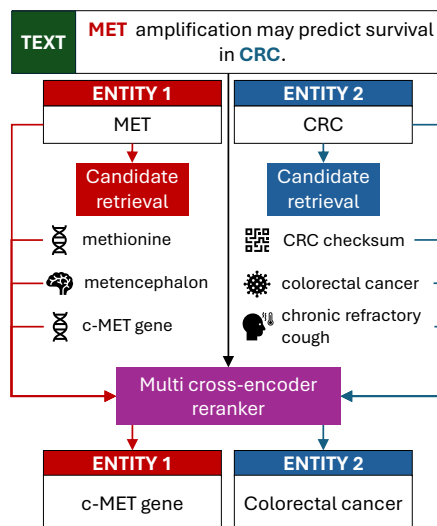 TEXT
MET amplification may predict survival
in CRC.
ENTITY 1
MET
ENTITY 2
CRC
Candidate
retrieval
Candidate
retrieval
methionine
metencephalon
c-MET gene
CRC checksum
colorectal cancer
chronic refractory
cough
Multi cross-encoder
reranker
ENTITY 1
c-MET gene
ENTITY 2
Colorectal cancer